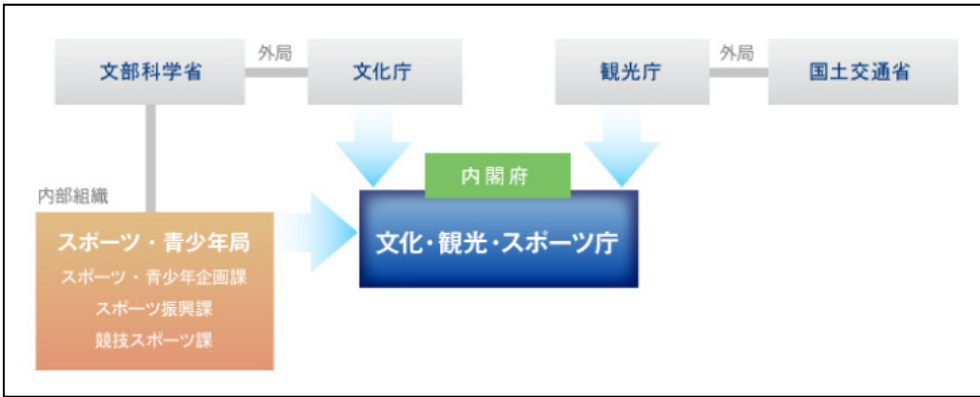 文部科学省
外局
文化庁
観光庁
外局
国土交通省
内閣府
文化・観光・スポーツ庁
内部組織
スポーツ・青少年局
スポーツ・青少年企画課
スポーツ振興課
競技スポーツ課